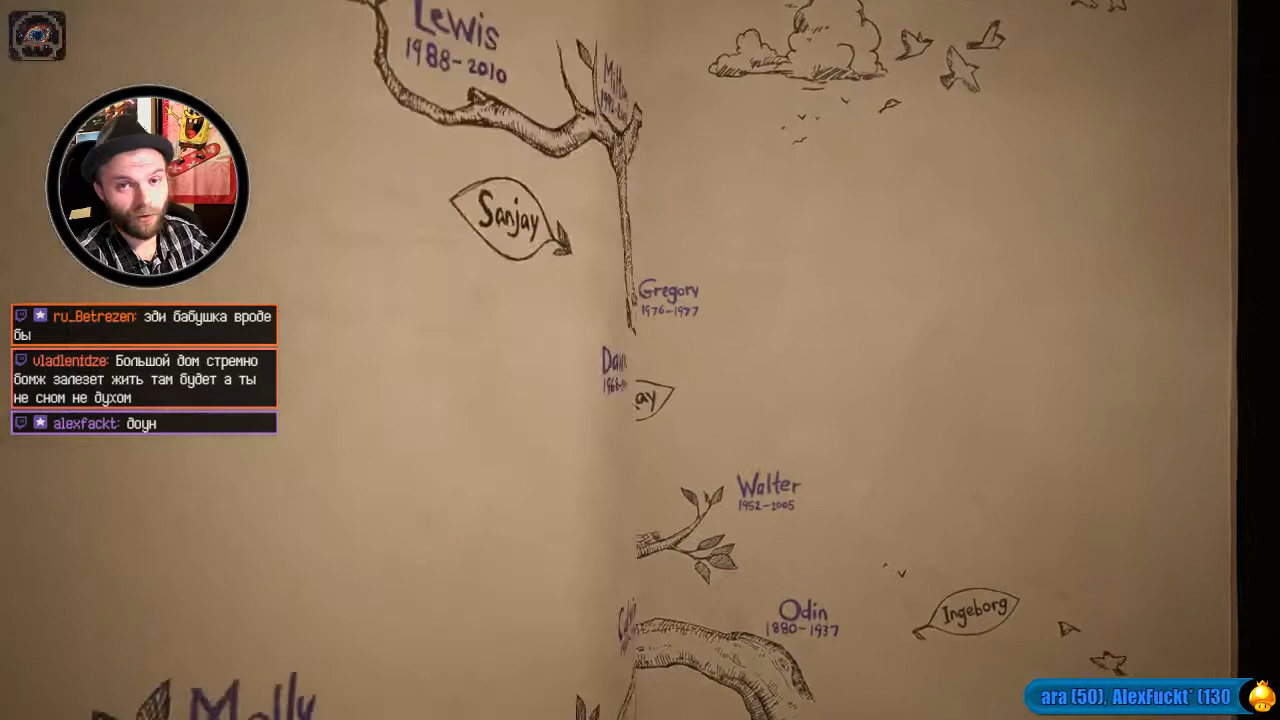 Lewis
1988-2010
Sanjay
Gregory
1976-1977
ay
Walter
1952-2005
Odin
1880-1937
Ingeborg
Molly
ru_Betrezen: эди бабушка вроде
бы
vladlenidze: Большой дом стремно
бомж залезет жить там будет а ты
не сном не духом
alexfackt: доун
ara (50), AlexFuckt* (130